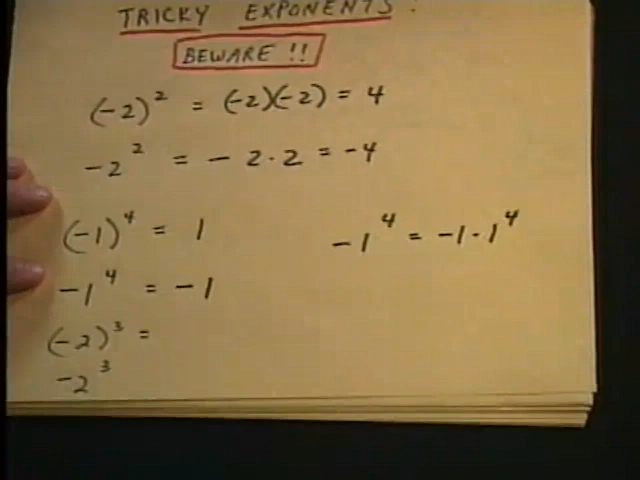 TRICKY EXPONENTS:
BEWARE!!
(-2)² = (-2)(-2) = 4
-2² = - 2·2 = -4
(-1)⁴ = 1
-1⁴ = -1·1⁴
-1⁴ = -1
(-2)³ =
-2³